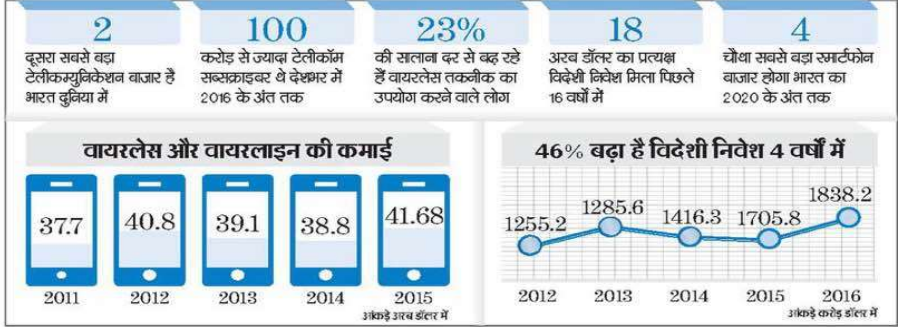 2
दूसरा सबसे बड़ा
टेलीकम्युनिकेशन बाजार है
भारत दुनिया में
100
करोड़ से ज्यादा टेलीकॉम
सब्सक्राइबर थे देशभर में
2016 के अंत तक
23%
की सालाना दर से बढ़ रहे
हैं वायरलेस तकनीक का
उपयोग करने वाले लोग
18
अरब डॉलर का प्रत्यक्ष
विदेशी निवेश मिला पिछले
16 वर्षों में
4
चौथा सबसे बड़ा स्मार्टफोन
बाजार होगा भारत का
2020 के अंत तक
वायरलेस और वायरलाइन की कमाई
37.7 40.8 39.1 38.8 41.68
2011 2012 2013 2014 2015
आंकड़े अरब डॉलर में
46% बढ़ा है विदेशी निवेश 4 वर्षों में
1255.2 1285.6 1416.3 1705.8 1838.2
2012 2013 2014 2015 2016
आंकड़े करोड़ डॉलर में